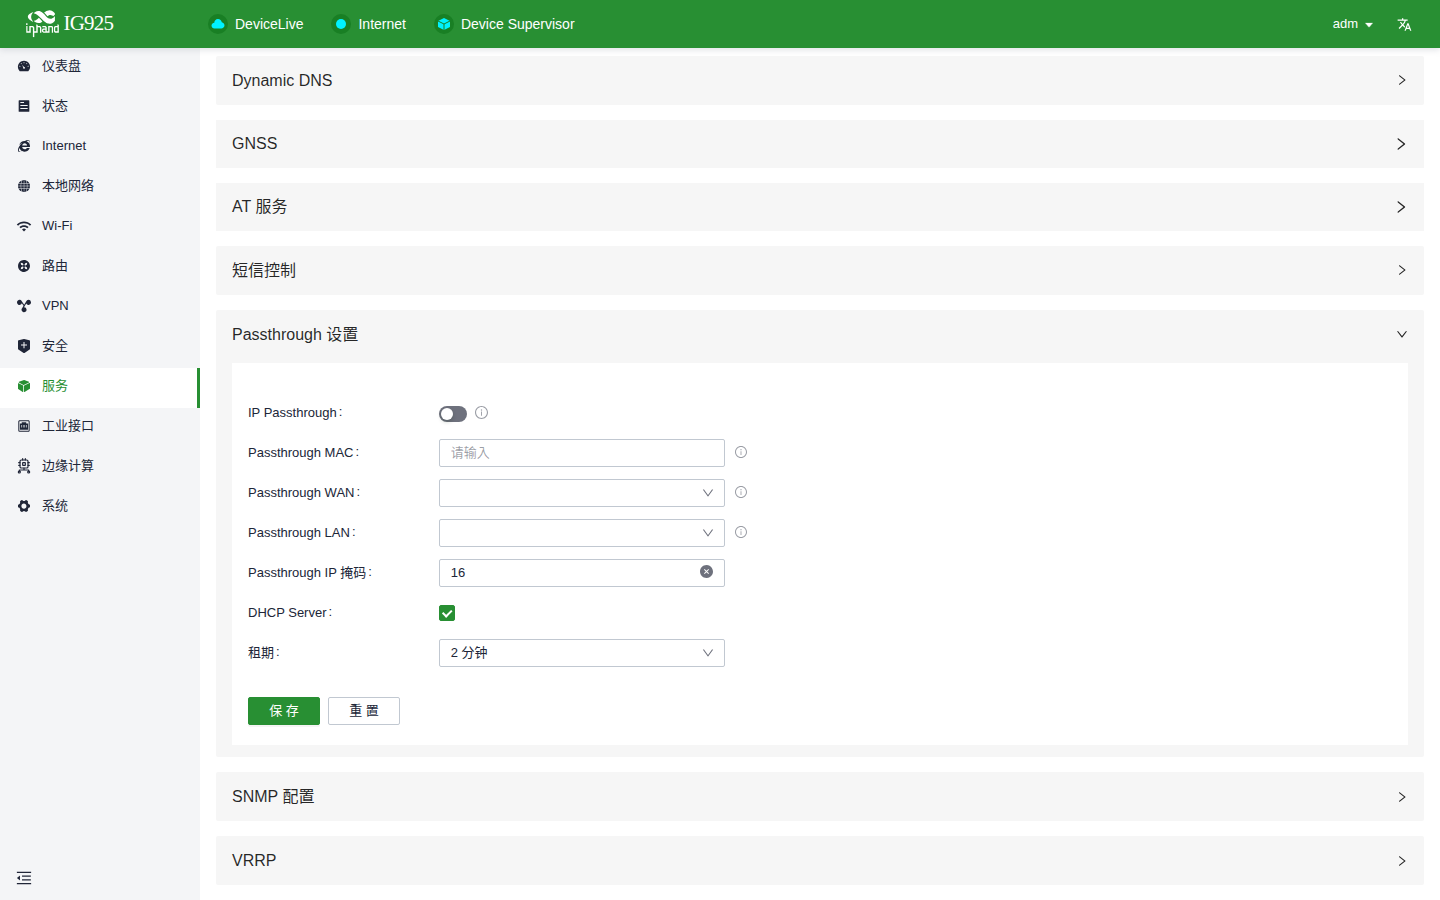 inhand IG925
DeviceLive
Internet
Device Supervisor
adm
仪表盘
状态
Internet
本地网络
Wi-Fi
路由
VPN
安全
服务
工业接口
边缘计算
系统
Dynamic DNS
GNSS
AT 服务
短信控制
Passthrough 设置
IP Passthrough :
Passthrough MAC :
请输入
Passthrough WAN :
Passthrough LAN :
Passthrough IP 掩码 :
16
DHCP Server :
租期 :
2 分钟
保 存
重 置
SNMP 配置
VRRP